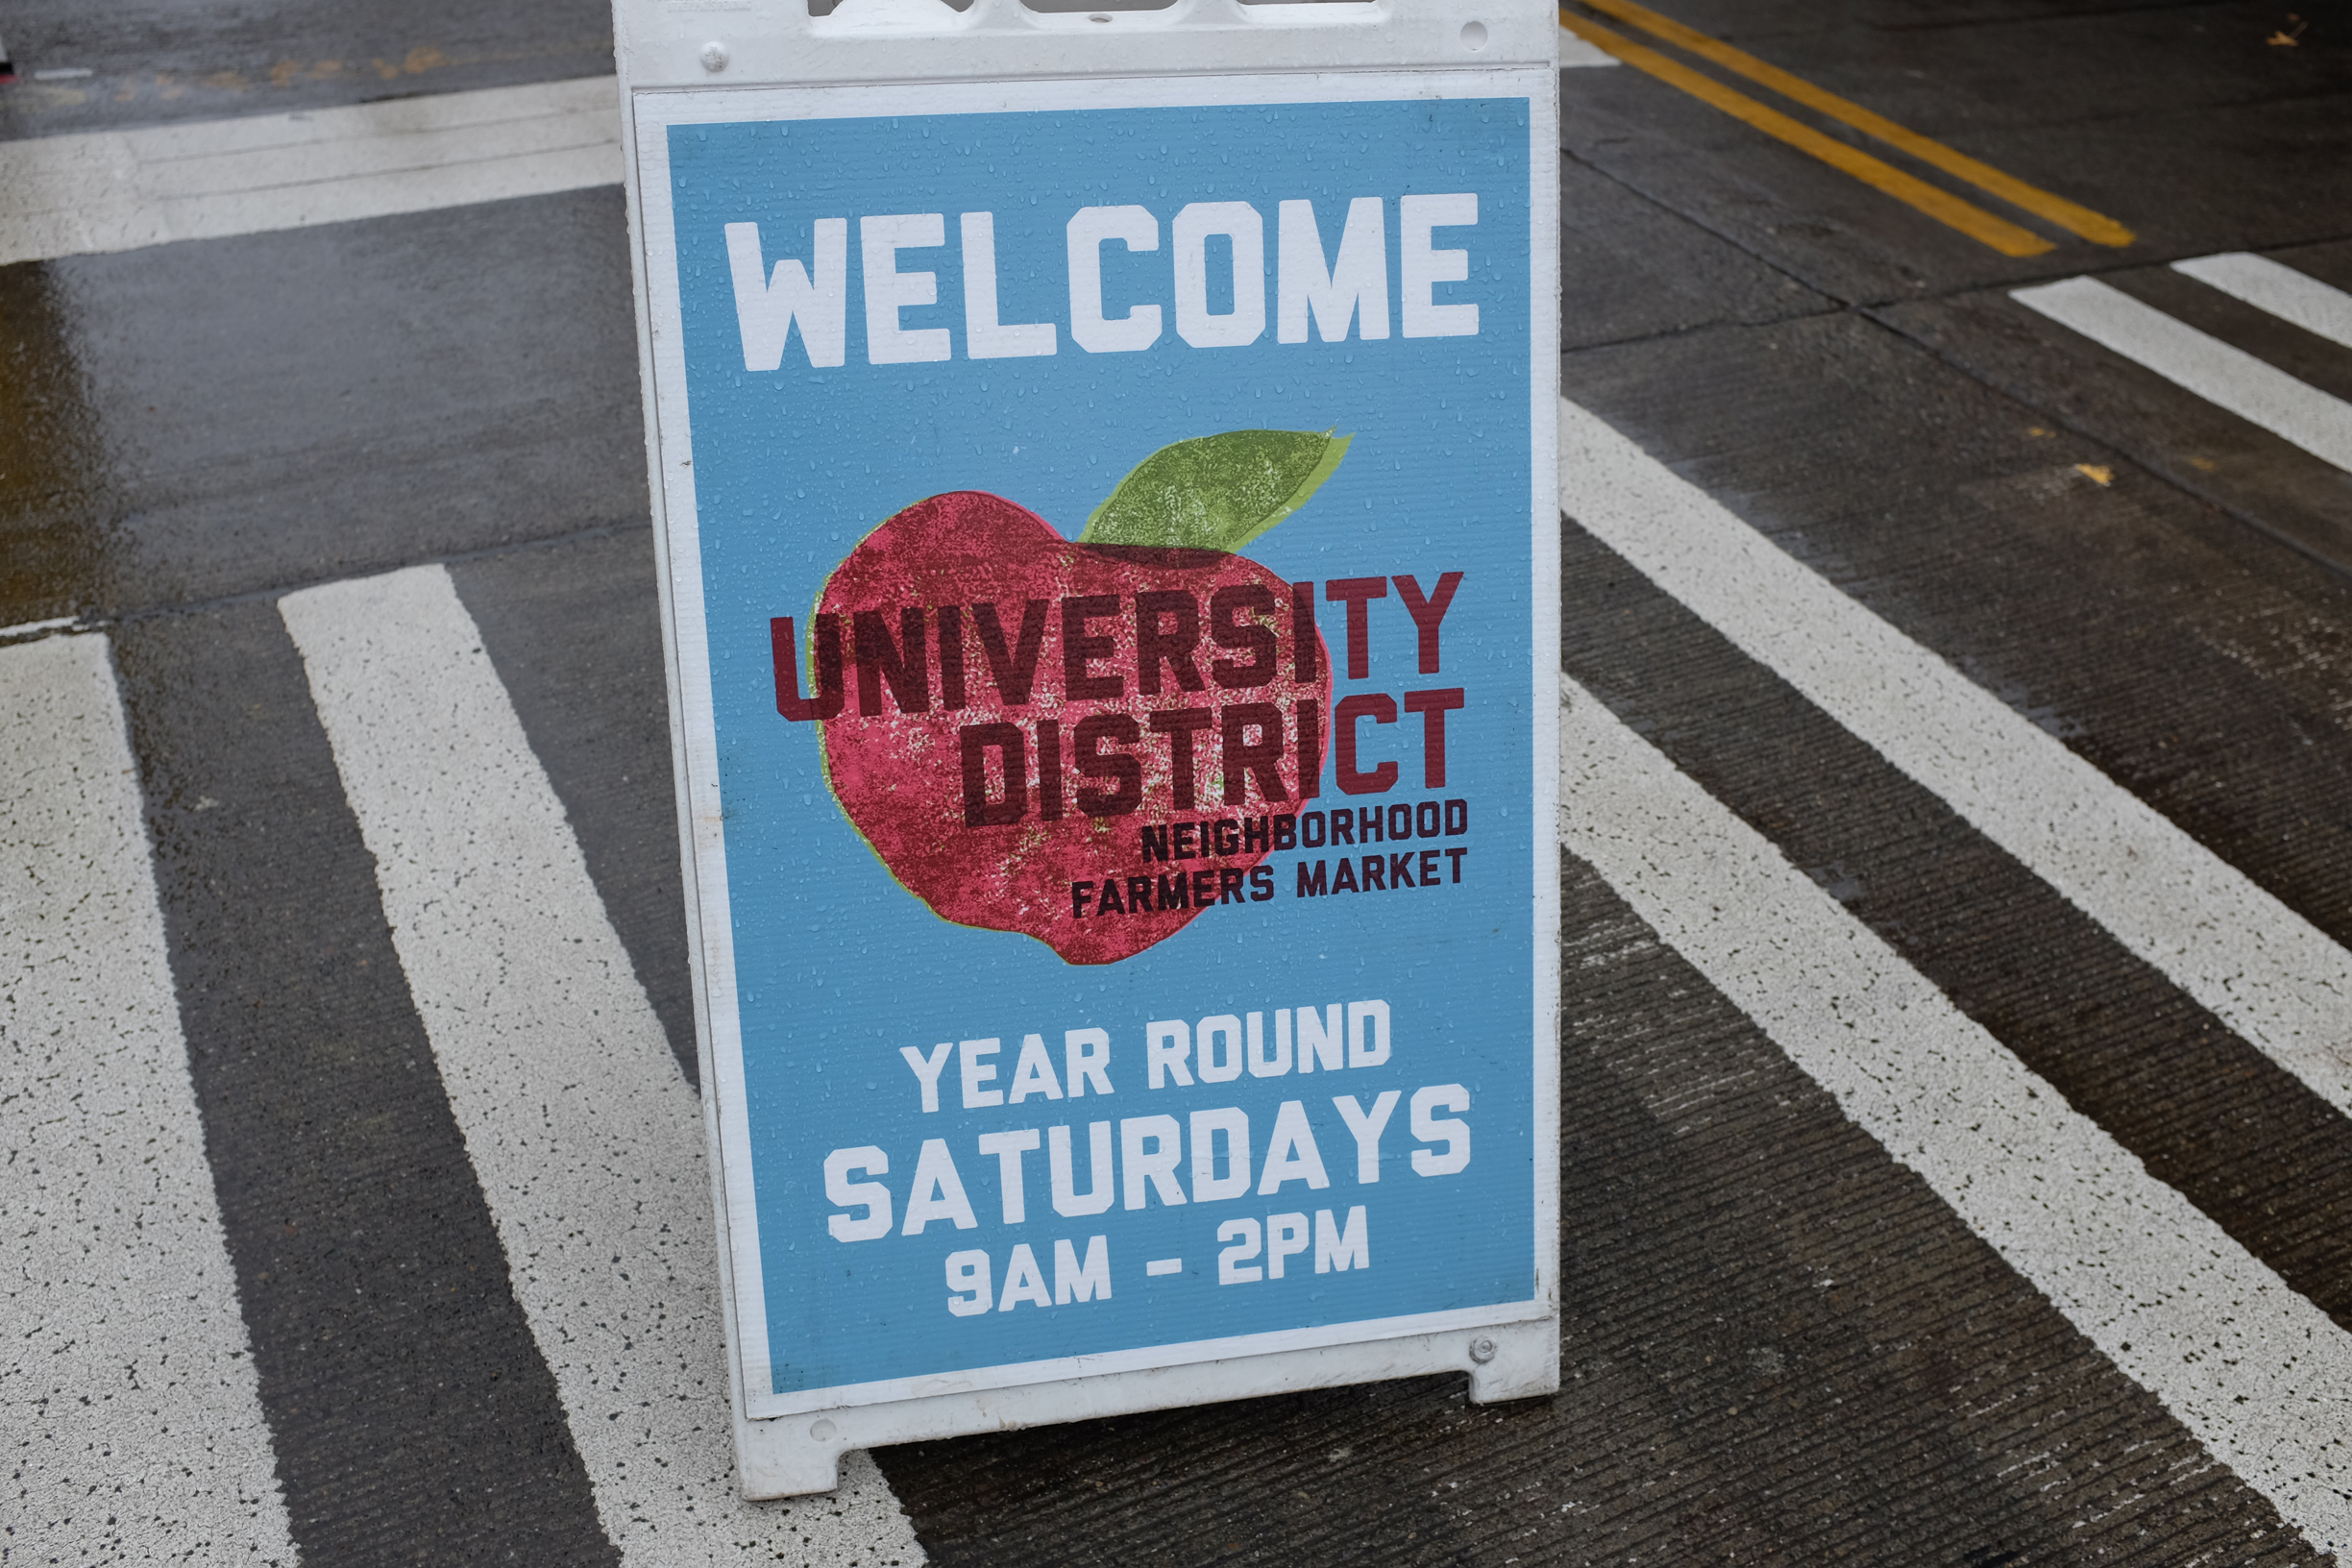 WELCOME
UNIVERSITY
DISTRICT
NEIGHBORHOOD
FARMERS MARKET
YEAR ROUND
SATURDAYS
9AM - 2PM